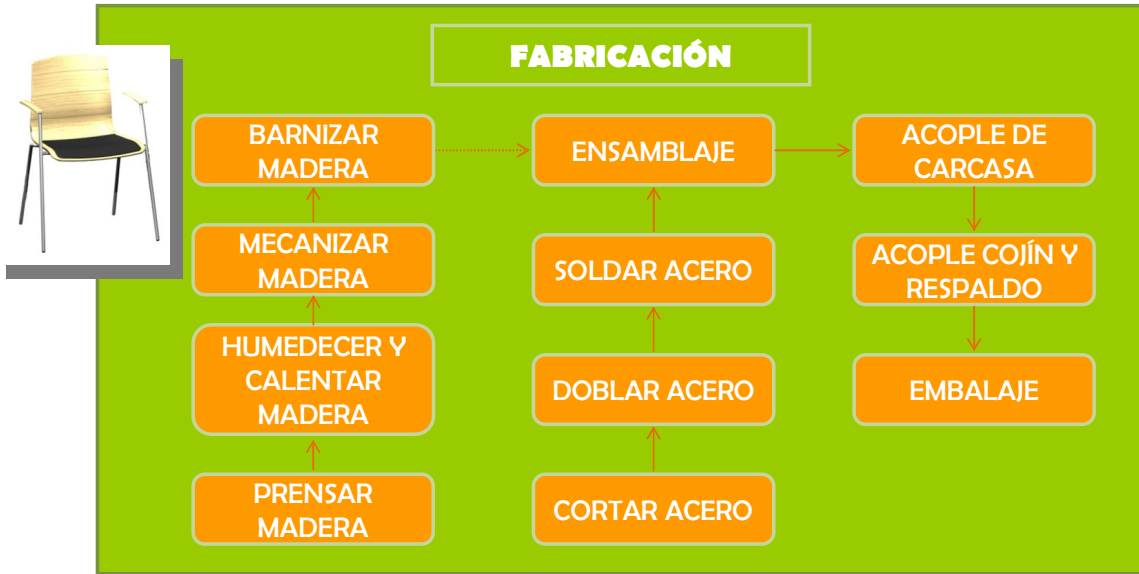 FABRICACIÓN
BARNIZAR
MADERA
ENSAMBLAJE
ACOPLE DE
CARCASA
MECANIZAR
MADERA
SOLDAR ACERO
ACOPLE COJÍN Y
RESPALDO
HUMEDECER Y
CALENTAR
MADERA
DOBLAR ACERO
EMBALAJE
PRENSAR
MADERA
CORTAR ACERO